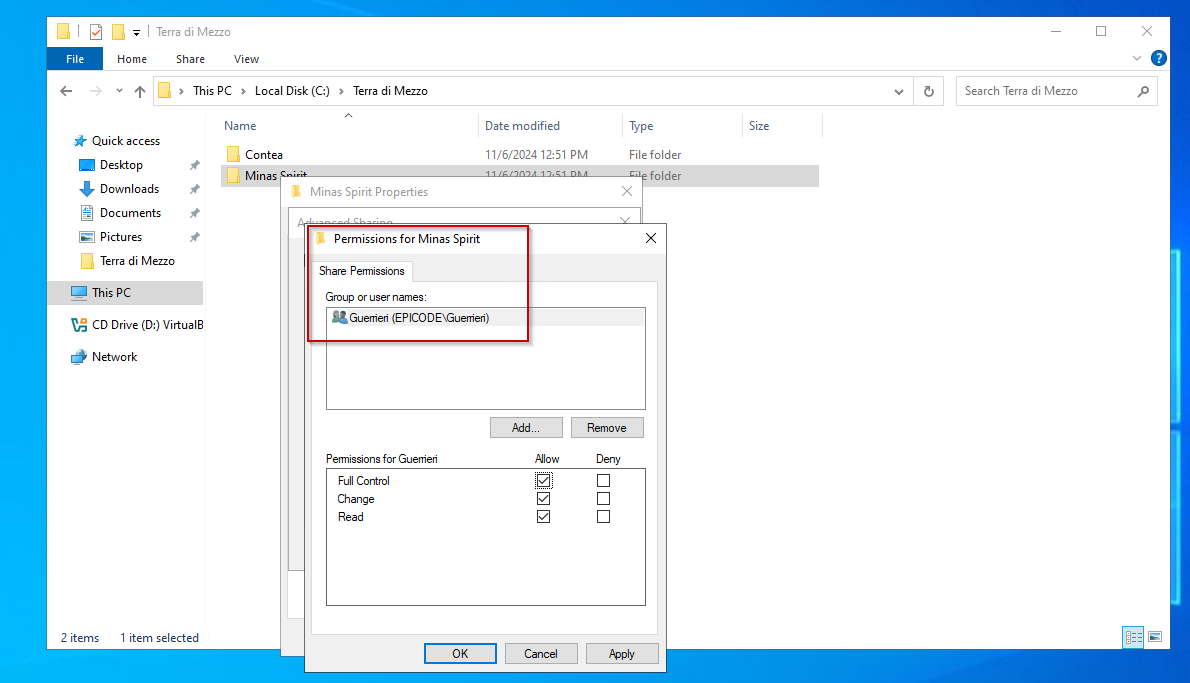 Terra di Mezzo
File Home Share View
This PC Local Disk (C:) Terra di Mezzo
Search Terra di Mezzo
Name Date modified Type Size
Quick access
Desktop
Downloads
Documents
Pictures
Terra di Mezzo
This PC
CD Drive (D:) VirtualB
Network
Contea 11/6/2024 12:51 PM File folder
Minas Spirit 11/6/2024 12:51 PM File folder
Minas Spirit Properties
Advanced Sharing
Permissions for Minas Spirit
Share Permissions
Group or user names:
Guerrieri (EPICODE\Guerrieri)
Add... Remove
Permissions for Guerrieri Allow Deny
Full Control
Change
Read
OK Cancel Apply
2 items 1 item selected